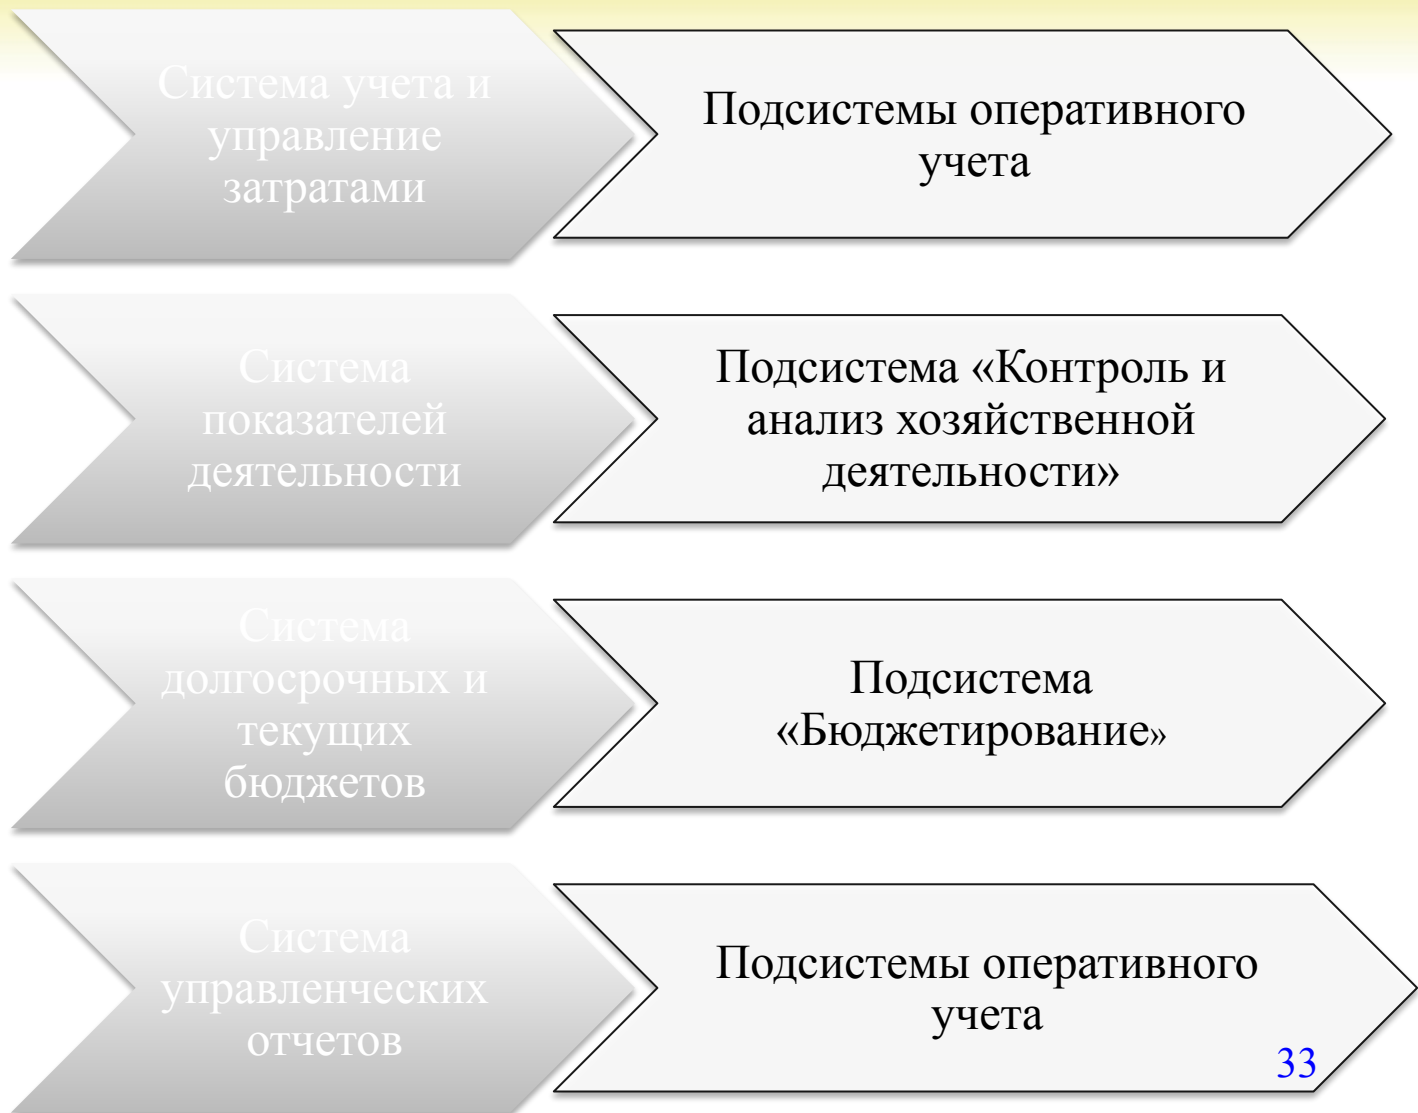 Система учета и
управление
затратами
Подсистемы оперативного
учета
Система
показателей
деятельности
Подсистема «Контроль и
анализ хозяйственной
деятельности»
Система
долгосрочных и
текущих
бюджетов
Подсистема
«Бюджетирование»
Система
управленческих
отчетов
Подсистемы оперативного
учета
33